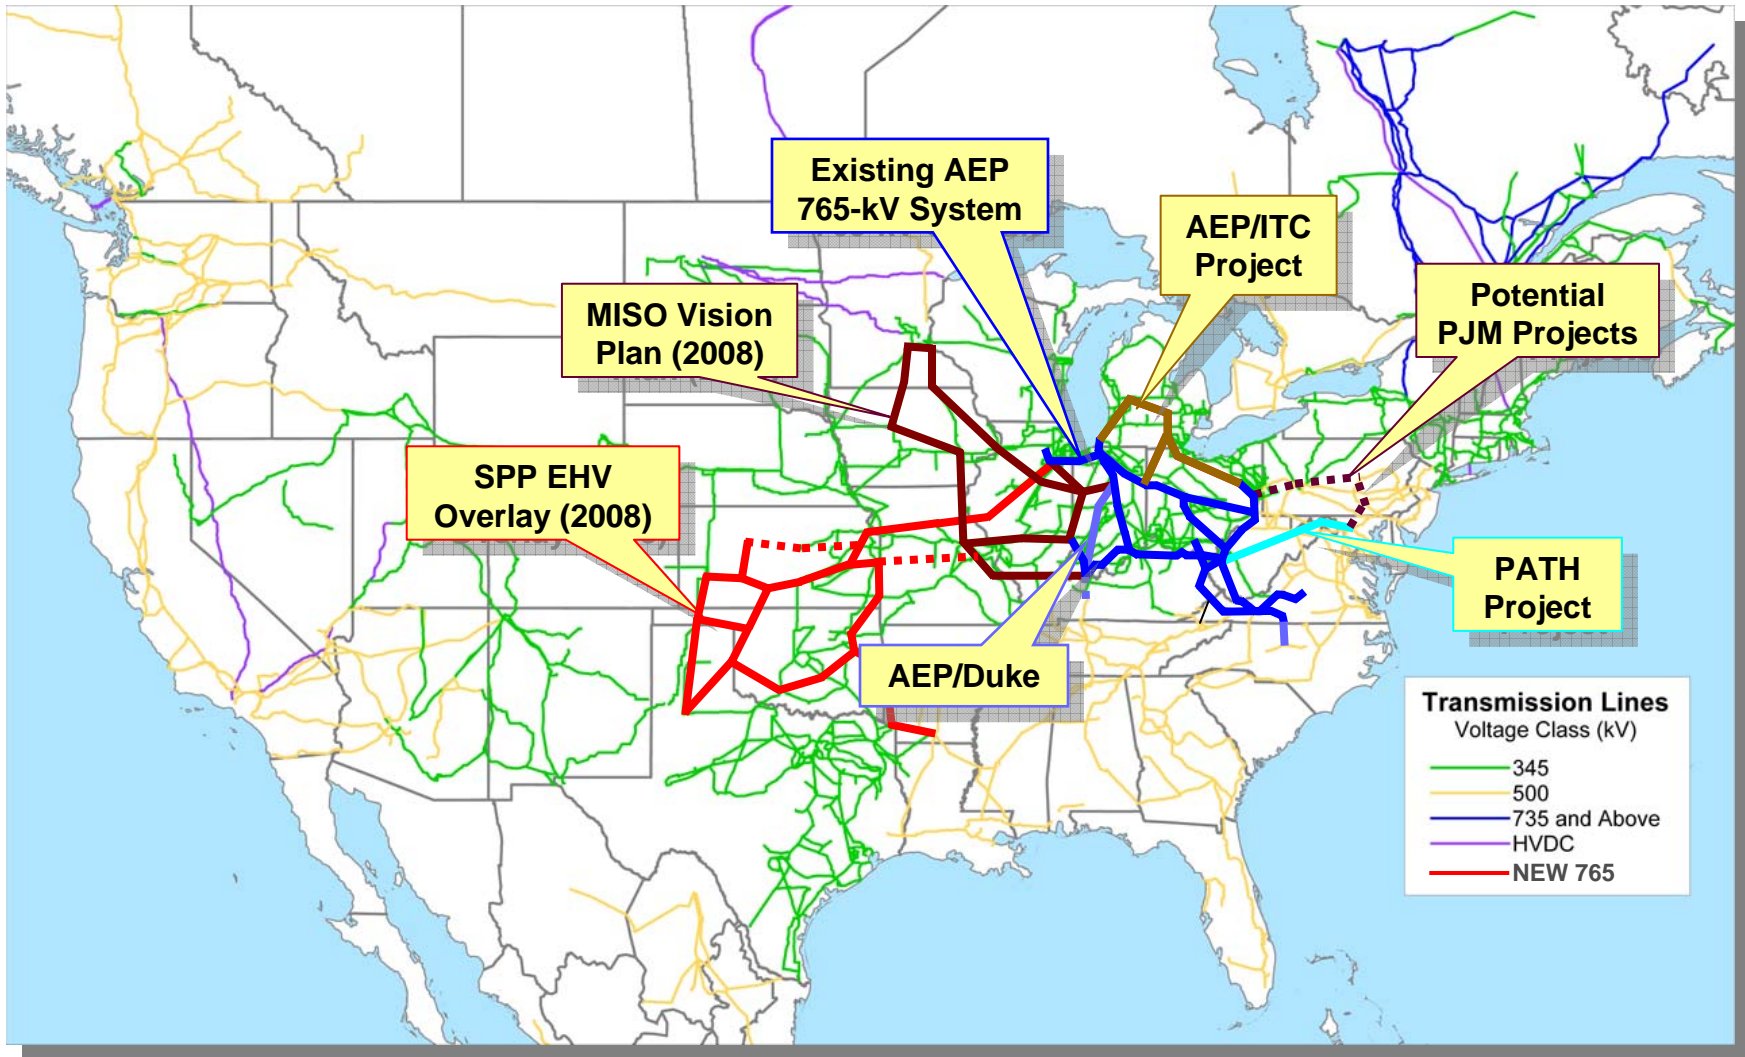 Existing AEP
765-kV System
AEP/ITC
Project
Potential
PJM Projects
MISO Vision
Plan (2008)
SPP EHV
Overlay (2008)
PATH
Project
AEP/Duke
Transmission Lines
Voltage Class (kV)
345
500
735 and Above
HVDC
NEW 765